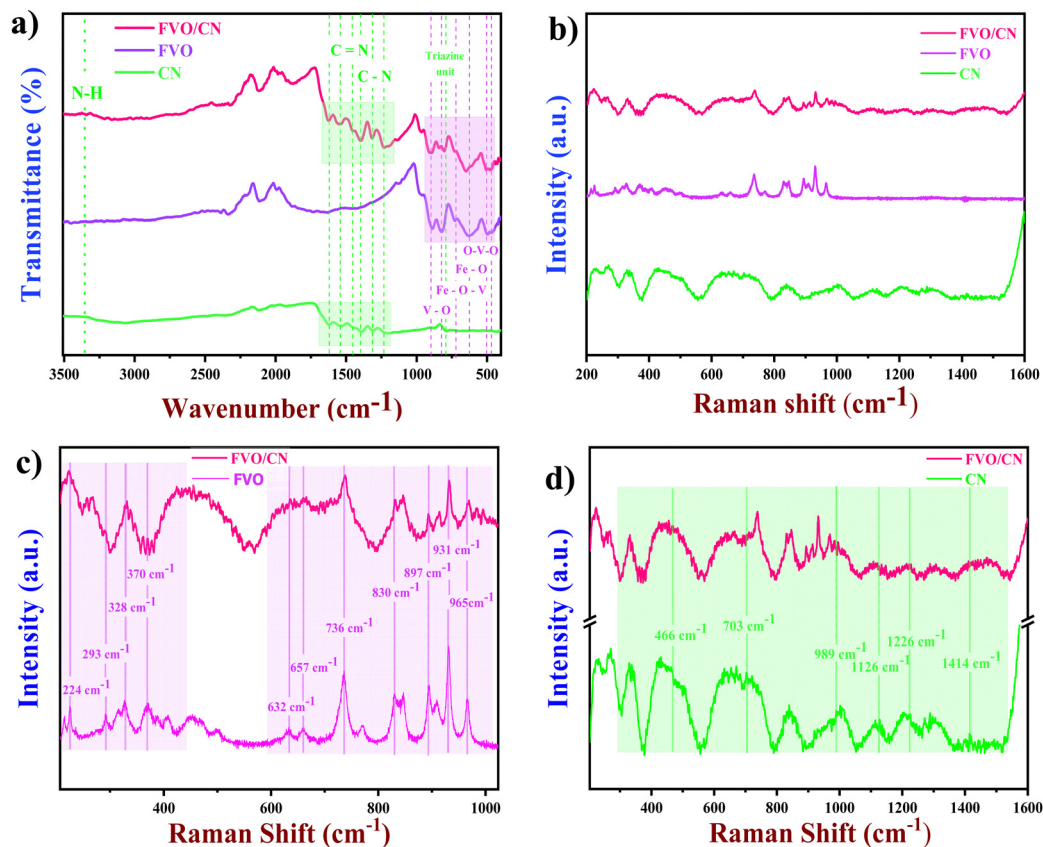 a)
FVO/CN
FVO
CN
N-H
C = N
C - N
Triazine
unit
O-V-O
Fe - O
Fe - O - V
V - O
Transmittance (%)
3500 3000 2500 2000 1500 1000 500
Wavenumber (cm-1)
b)
FVO/CN
FVO
CN
Intensity (a.u.)
200 400 600 800 1000 1200 1400 1600
Raman shift (cm-1)
c)
FVO/CN
FVO
224 cm-1
293 cm-1
328 cm-1
370 cm-1
632 cm-1
657 cm-1
736 cm-1
830 cm-1
897 cm-1
931 cm-1
965cm-1
Intensity (a.u.)
400 600 800 1000
Raman Shift (cm-1)
d)
FVO/CN
CN
466 cm-1
703 cm-1
989 cm-1
1126 cm-1
1226 cm-1
1414 cm-1
Intensity (a.u.)
400 600 800 1000 1200 1400 1600
Raman Shift (cm-1)